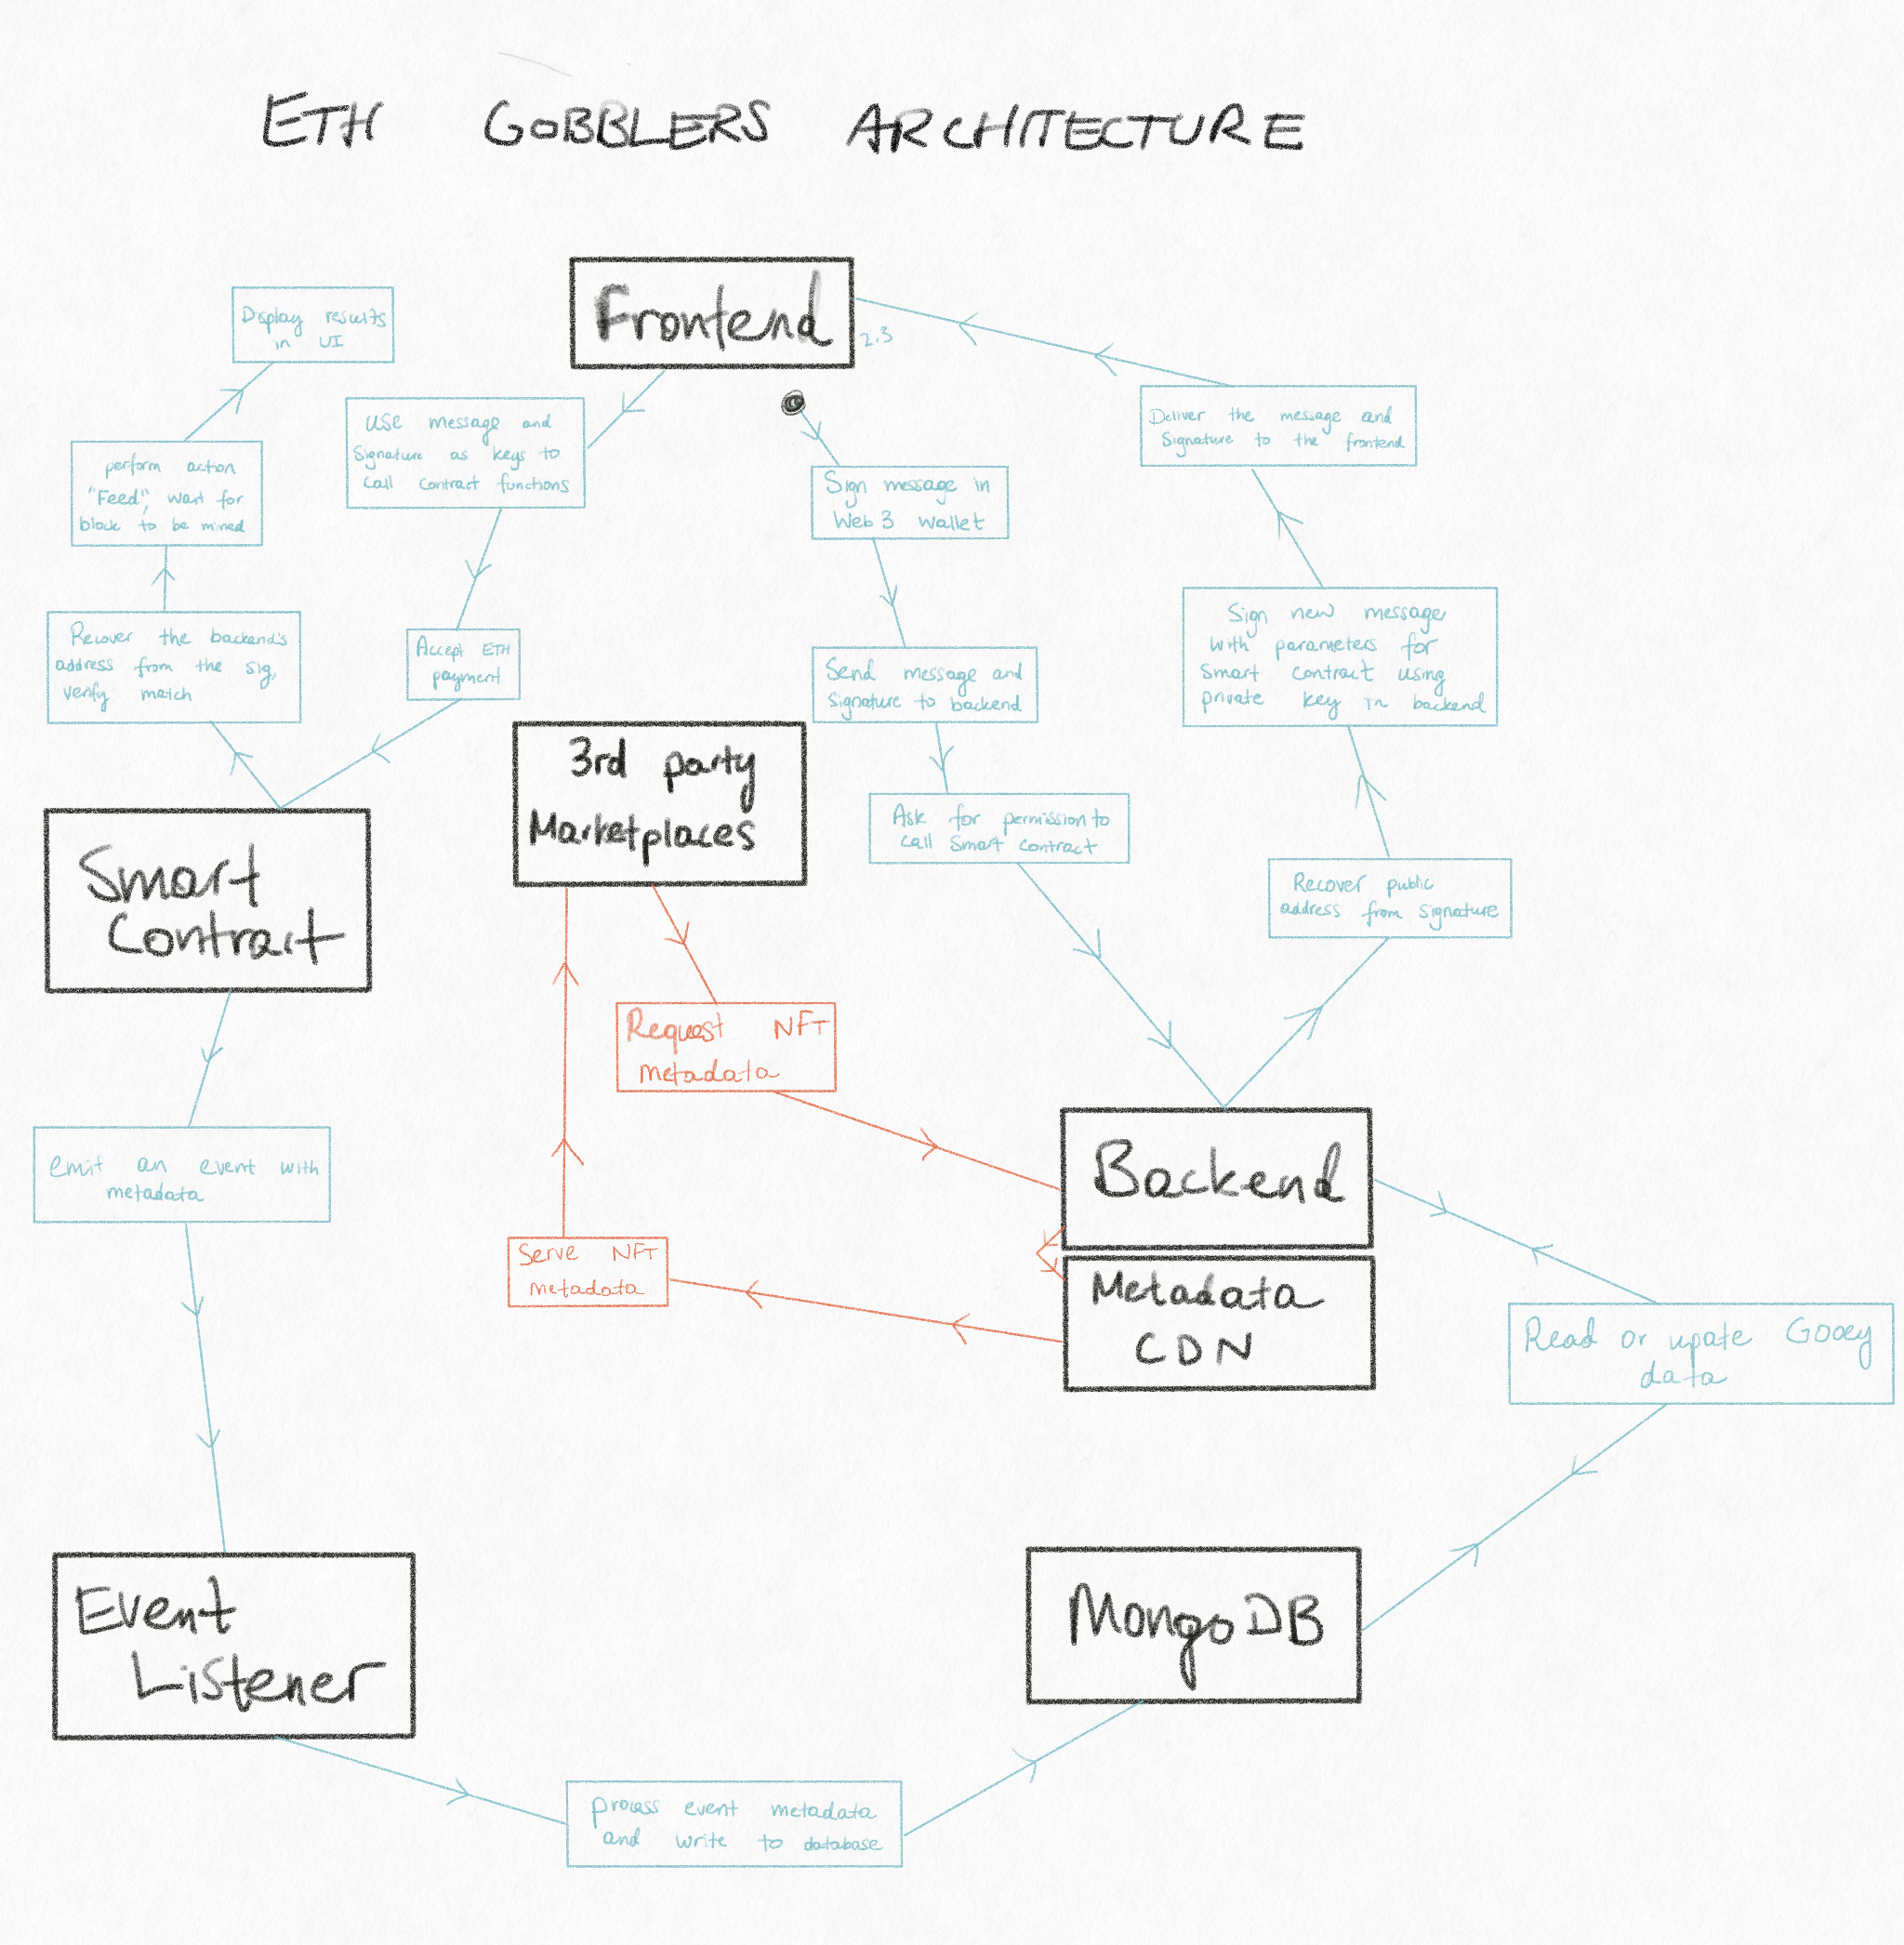 ETH GOBBLERS ARCHITECTURE
Frontend
2.3
Display results
in UI
perform action
"Feed", wait for
block to be mined
Recover the backend's
address from the sig,
verify match
USE message and
Signature as keys to
call contract functions
Accept ETH
payment
Sign message in
Web3 wallet
Send message and
Signature to backend
Ask for permission to
call smart contract
Deliver the message and
Signature to the frontend
Sign new message
with parameters for
smart contract using
private key in backend
Recover public
address from signature
3rd party
Marketplaces
Smart
Contract
Request NFT
metadata
Serve NFT
metadata
Backend
Metadata
CDN
emit an event with
metadata
Read or upate Gooey
data
Event
Listener
MongoDB
process event metadata
and write to database